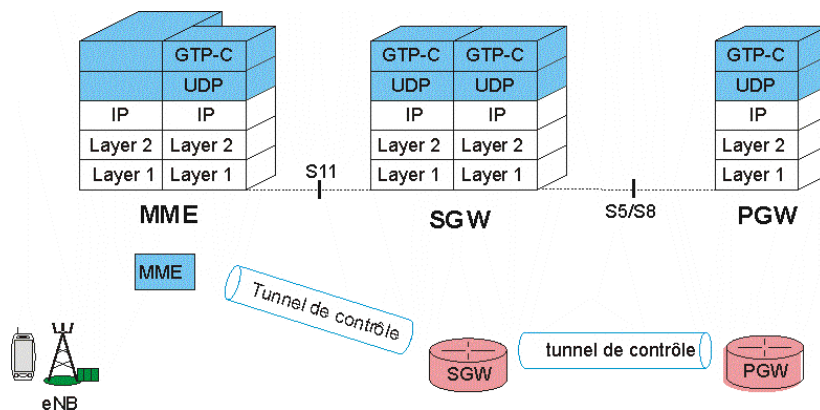 GTP-C GTP-C GTP-C GTP-C
UDP UDP UDP UDP
IP IP IP IP IP
Layer 2 Layer 2 Layer 2 Layer 2 Layer 2
Layer 1 Layer 1 Layer 1 Layer 1 Layer 1
S11
S5/S8
MME SGW PGW
MME
Tunnel de contrôle
tunnel de contrôle
SGW
PGW
eNB